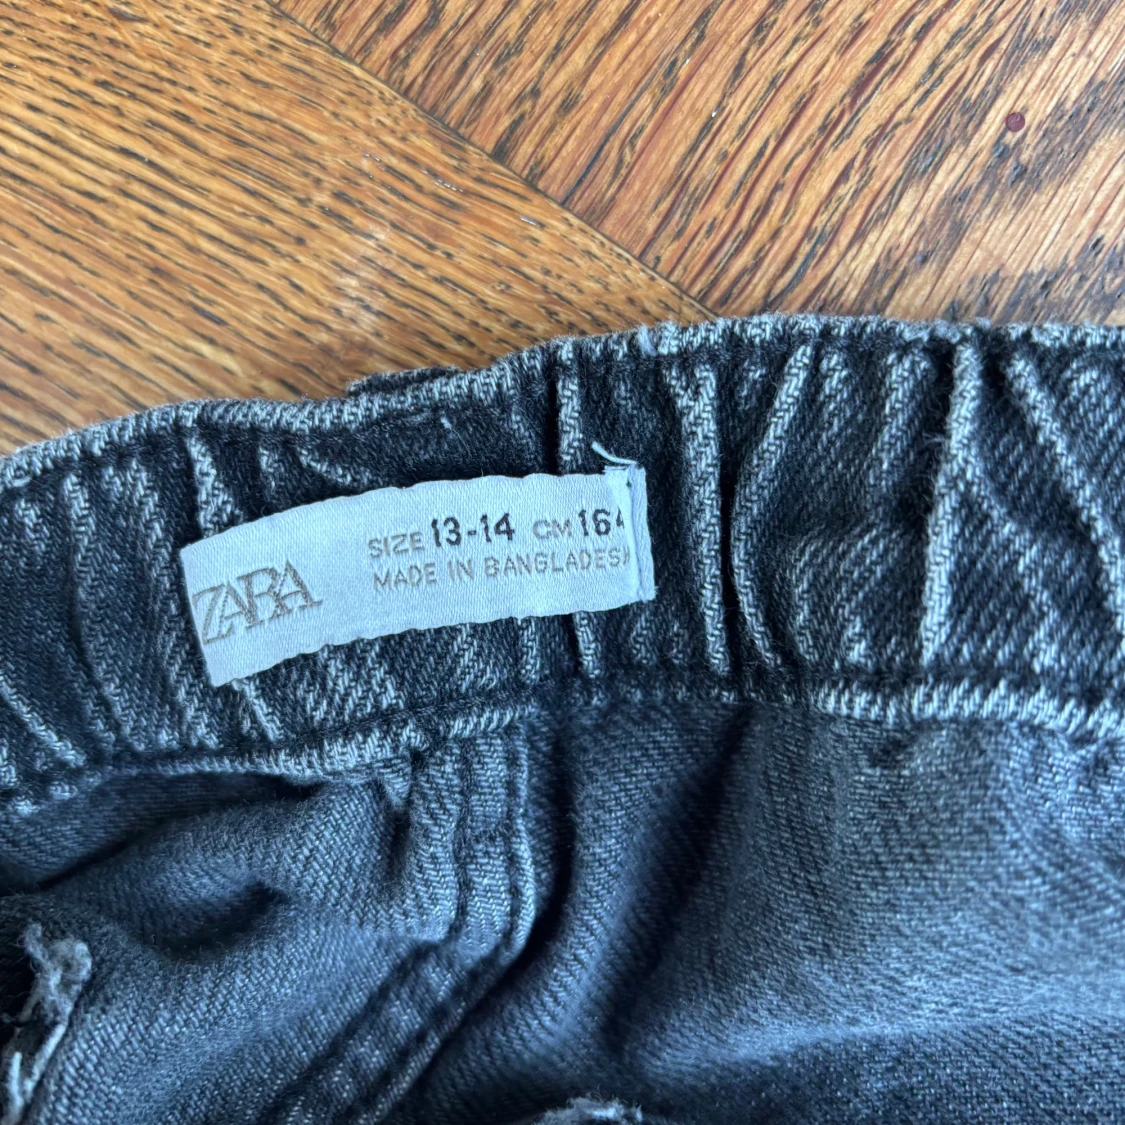 ZARA
SIZE 13-14 CM 164
MADE IN BANGLADESH